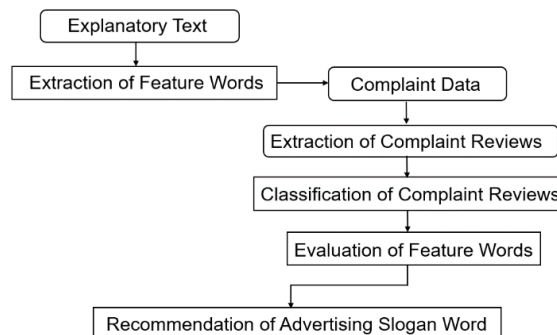 Explanatory Text
Extraction of Feature Words
Complaint Data
Extraction of Complaint Reviews
Classification of Complaint Reviews
Evaluation of Feature Words
Recommendation of Advertising Slogan Word